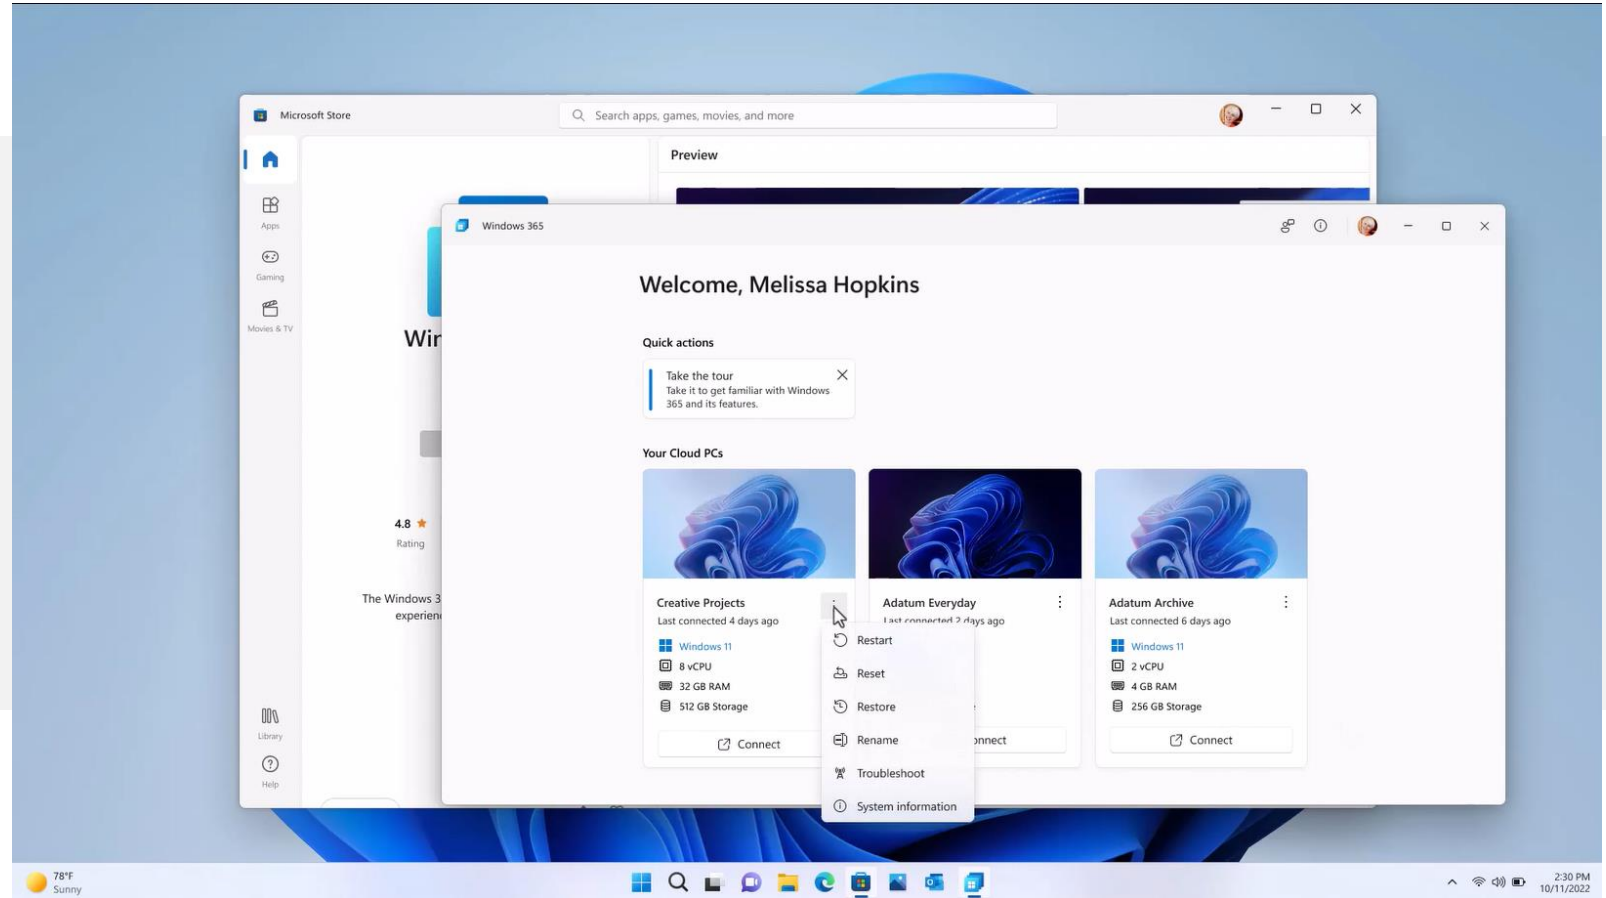 Microsoft Store
Search apps, games, movies, and more
Preview
Apps
Gaming
Movies & TV
4.8
Rating
The Windows
Library
Help
Windows 365
Welcome, Melissa Hopkins
Quick actions
Take the tour
Take it to get familiar with Windows
365 and its features.
Your Cloud PCs
Creative Projects
Last connected 4 days ago
Windows 11
8 vCPU
32 GB RAM
512 GB Storage
Connect
Restart
Reset
Restore
Rename
Troubleshoot
System information
Adatum Everyday
Last connected 2 days ago
Adatum Archive
Last connected 6 days ago
Windows 11
2 vCPU
4 GB RAM
256 GB Storage
Connect
78°F
Sunny
2:30 PM
10/11/2022